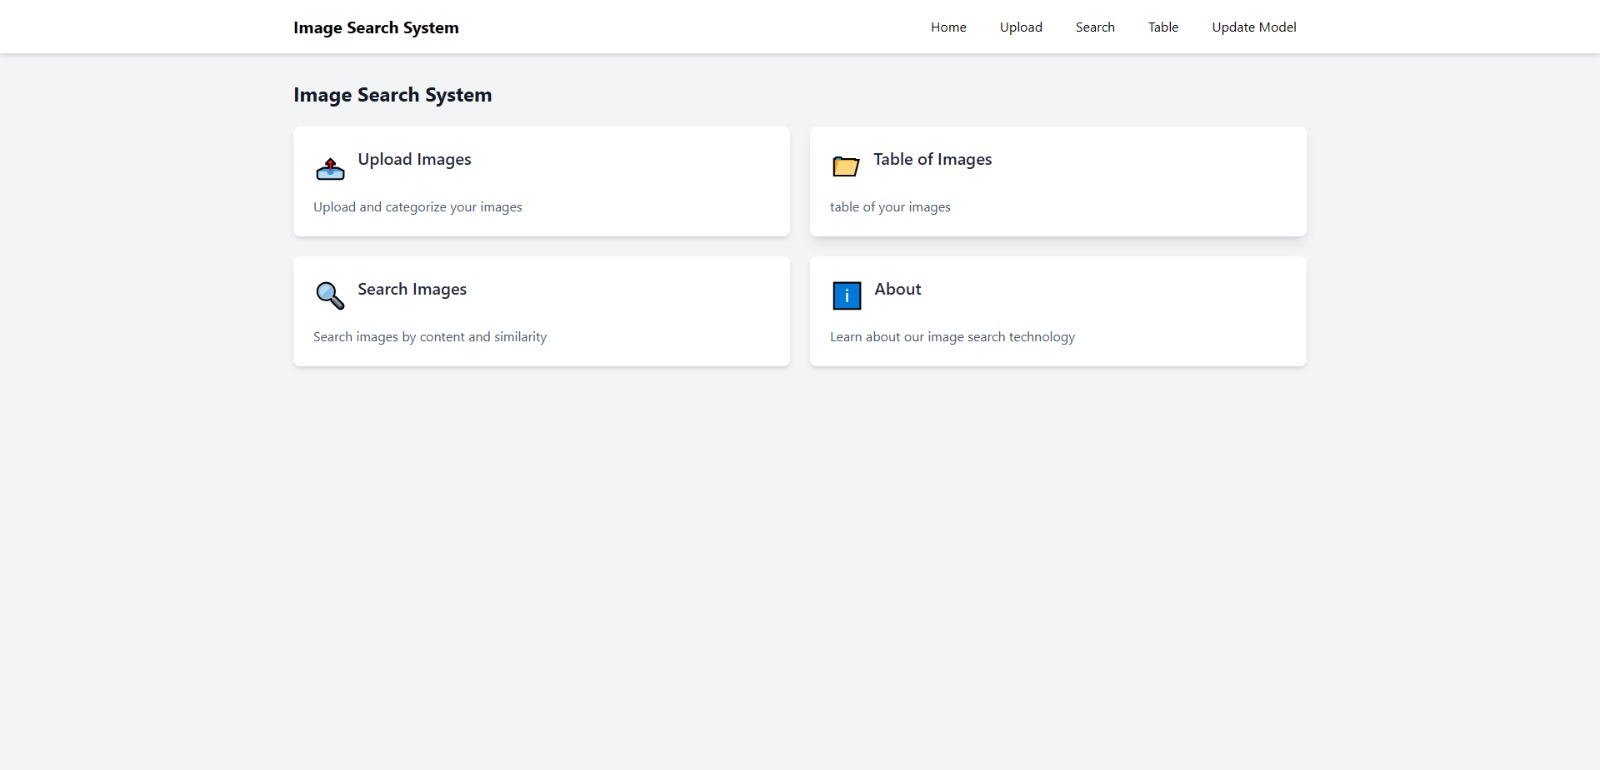 Image Search System
Home Upload Search Table Update Model
Image Search System
Upload Images
Upload and categorize your images
Table of Images
table of your images
Search Images
Search images by content and similarity
i
About
Learn about our image search technology